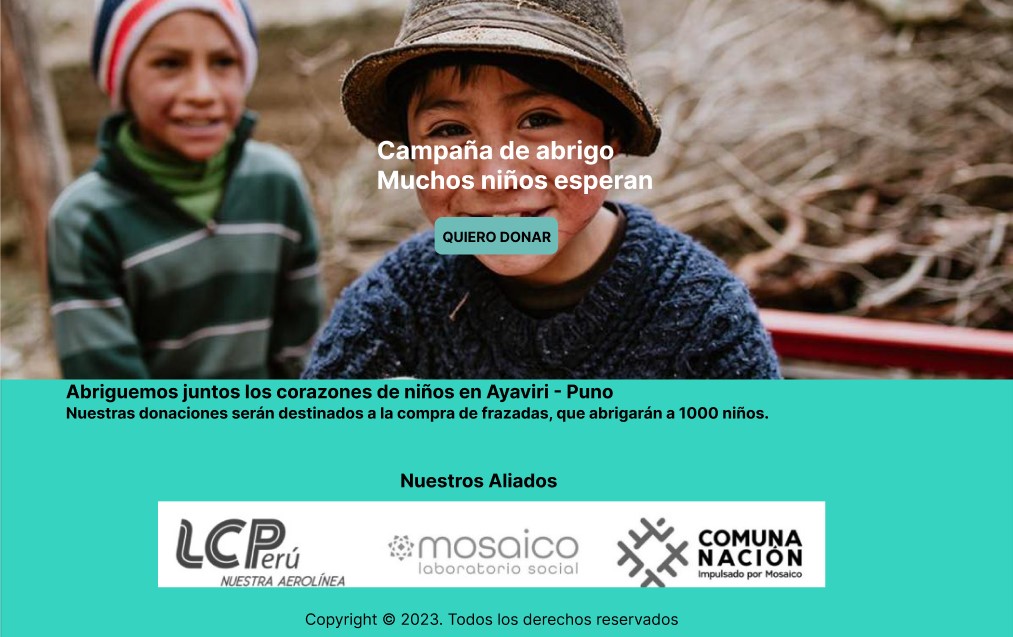 Campaña de abrigo
Muchos niños esperan
QUIERO DONAR
Abriguemos juntos los corazones de niños en Ayaviri - Puno
Nuestras donaciones serán destinados a la compra de frazadas, que abrigarán a 1000 niños.
Nuestros Aliados
LCPerú
NUESTRA AEROLÍNEA
mosaico
laboratorio social
COMUNA
NACIÓN
Impulsado por Mosaico
Copyright © 2023. Todos los derechos reservados